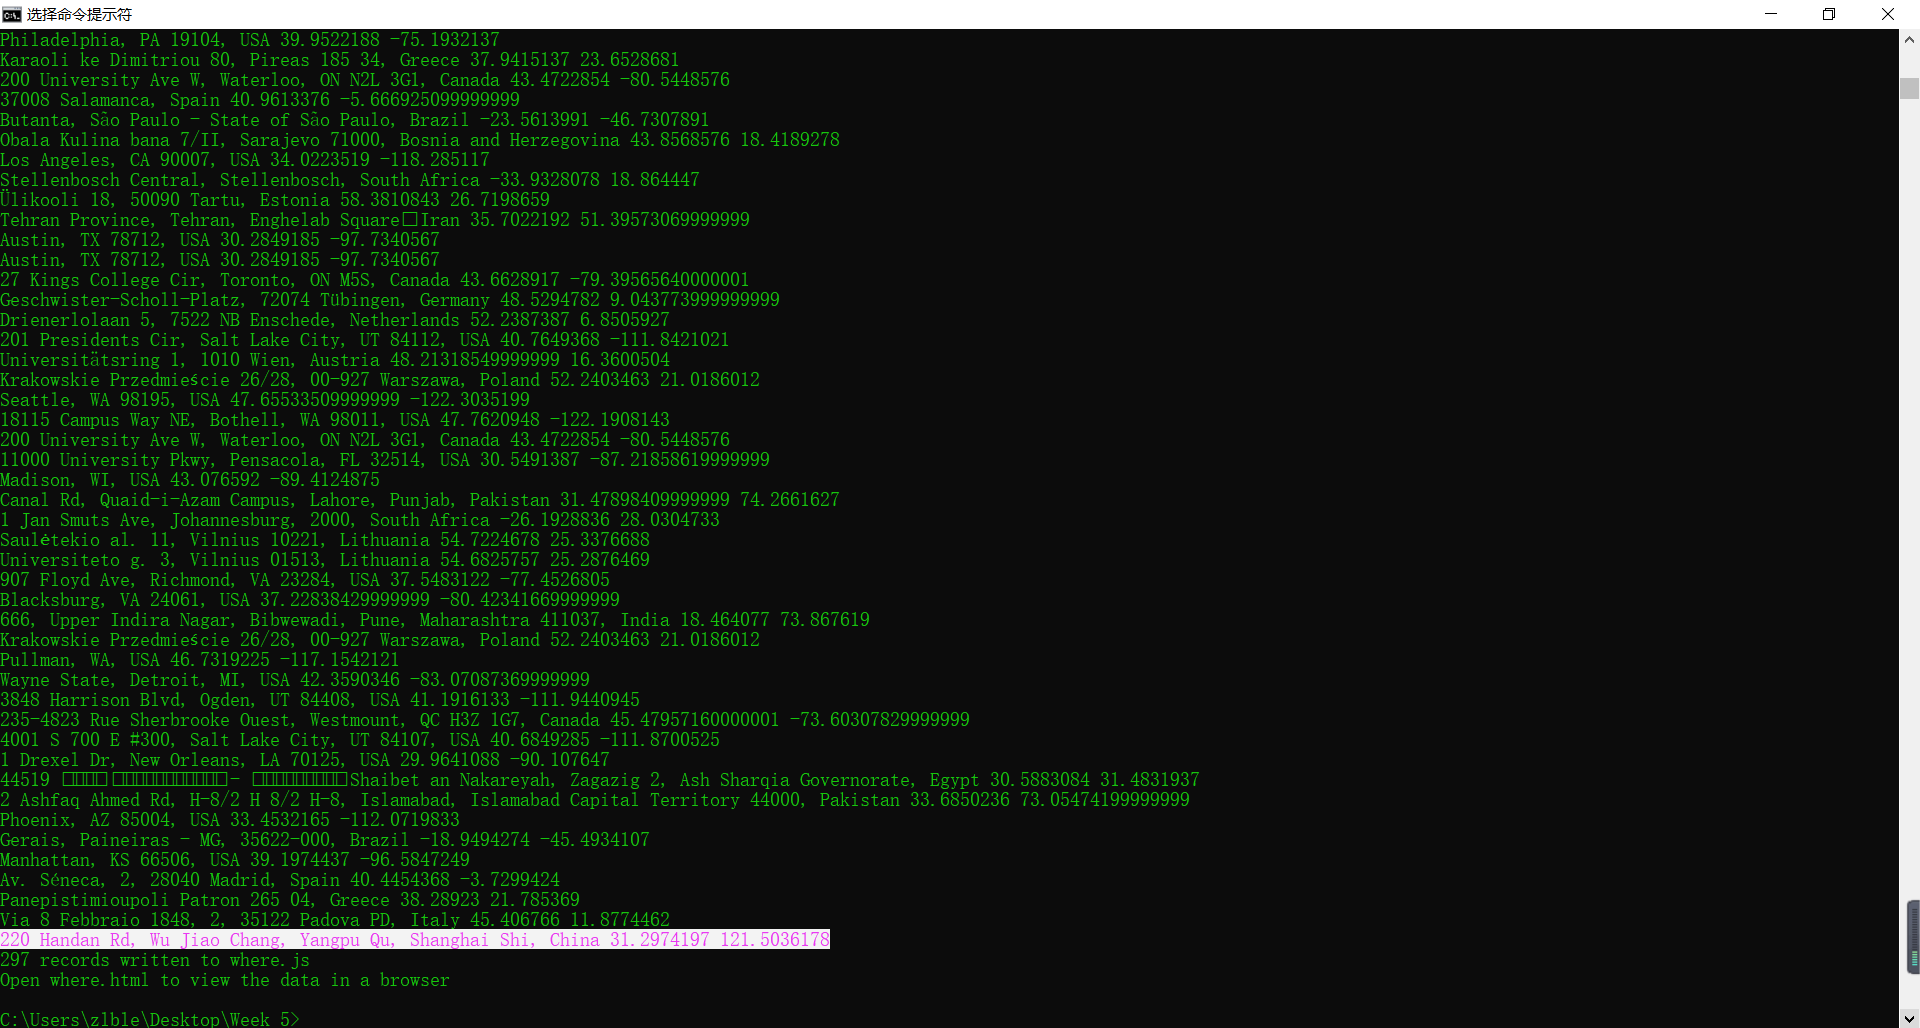 选择命令提示符
Philadelphia, PA 19104, USA 39.9522188 -75.1932137
Karaoli ke Dimitriou 80, Pireas 185 34, Greece 37.9415137 23.6528681
200 University Ave W, Waterloo, ON N2L 3G1, Canada 43.4722854 -80.5448576
37008 Salamanca, Spain 40.9613376 -5.666925099999999
Butanta, São Paulo - State of São Paulo, Brazil -23.5613991 -46.7307891
Obala Kulina bana 7/II, Sarajevo 71000, Bosnia and Herzegovina 43.8568576 18.4189278
Los Angeles, CA 90007, USA 34.0223519 -118.285117
Stellenbosch Central, Stellenbosch, South Africa -33.9328078 18.864447
Ülikooli 18, 50090 Tartu, Estonia 58.3810843 26.7198659
Tehran Province, Tehran, Enghelab Square□Iran 35.7022192 51.39573069999999
Austin, TX 78712, USA 30.2849185 -97.7340567
Austin, TX 78712, USA 30.2849185 -97.7340567
27 Kings College Cir, Toronto, ON M5S, Canada 43.6628917 -79.39565640000001
Geschwister-Scholl-Platz, 72074 Tübingen, Germany 48.5294782 9.043773999999999
Drienerlolaan 5, 7522 NB Enschede, Netherlands 52.2387387 6.8505927
201 Presidents Cir, Salt Lake City, UT 84112, USA 40.7649368 -111.8421021
Universitätsring 1, 1010 Wien, Austria 48.21318549999999 16.3600504
Krakowskie Przedmieście 26/28, 00-927 Warszawa, Poland 52.2403463 21.0186012
Seattle, WA 98195, USA 47.65533509999999 -122.3035199
18115 Campus Way NE, Bothell, WA 98011, USA 47.7620948 -122.1908143
200 University Ave W, Waterloo, ON N2L 3G1, Canada 43.4722854 -80.5448576
11000 University Pkwy, Pensacola, FL 32514, USA 30.5491387 -87.21858619999999
Madison, WI, USA 43.076592 -89.4124875
Canal Rd, Quaid-i-Azam Campus, Lahore, Punjab, Pakistan 31.47898409999999 74.2661627
1 Jan Smuts Ave, Johannesburg, 2000, South Africa -26.1928836 28.0304733
Saulėtekio al. 11, Vilnius 10221, Lithuania 54.7224678 25.3376688
Universiteto g. 3, Vilnius 01513, Lithuania 54.6825757 25.2876469
907 Floyd Ave, Richmond, VA 23284, USA 37.5483122 -77.4526805
Blacksburg, VA 24061, USA 37.22838429999999 -80.42341669999999
666, Upper Indira Nagar, Bibwewadi, Pune, Maharashtra 411037, India 18.464077 73.867619
Krakowskie Przedmieście 26/28, 00-927 Warszawa, Poland 52.2403463 21.0186012
Pullman, WA, USA 46.7319225 -117.1542121
Wayne State, Detroit, MI, USA 42.3590346 -83.07087369999999
3848 Harrison Blvd, Ogden, UT 84408, USA 41.1916133 -111.9440945
235-4823 Rue Sherbrooke Ouest, Westmount, QC H3Z 1G7, Canada 45.47957160000001 -73.60307829999999
4001 S 700 E #300, Salt Lake City, UT 84107, USA 40.6849285 -111.8700525
1 Drexel Dr, New Orleans, LA 70125, USA 29.9641088 -90.107647
44519 □□□□ □□□□□□□□□□- □□□□□□□□Shaibet an Nakareyah, Zagazig 2, Ash Sharqia Governorate, Egypt 30.5883084 31.4831937
2 Ashfaq Ahmed Rd, H-8/2 H 8/2 H-8, Islamabad, Islamabad Capital Territory 44000, Pakistan 33.6850236 73.05474199999999
Phoenix, AZ 85004, USA 33.4532165 -112.0719833
Gerais, Paineiras - MG, 35622-000, Brazil -18.9494274 -45.4934107
Manhattan, KS 66506, USA 39.1974437 -96.5847249
Av. Séneca, 2, 28040 Madrid, Spain 40.4454368 -3.7299424
Panepistimioupoli Patron 265 04, Greece 38.28923 21.785369
Via 8 Febbraio 1848, 2, 35122 Padova PD, Italy 45.406766 11.8774462
220 Handan Rd, Wu Jiao Chang, Yangpu Qu, Shanghai Shi, China 31.2974197 121.5036178
297 records written to where.js
Open where.html to view the data in a browser
C:\Users\zlble\Desktop\Week 5>